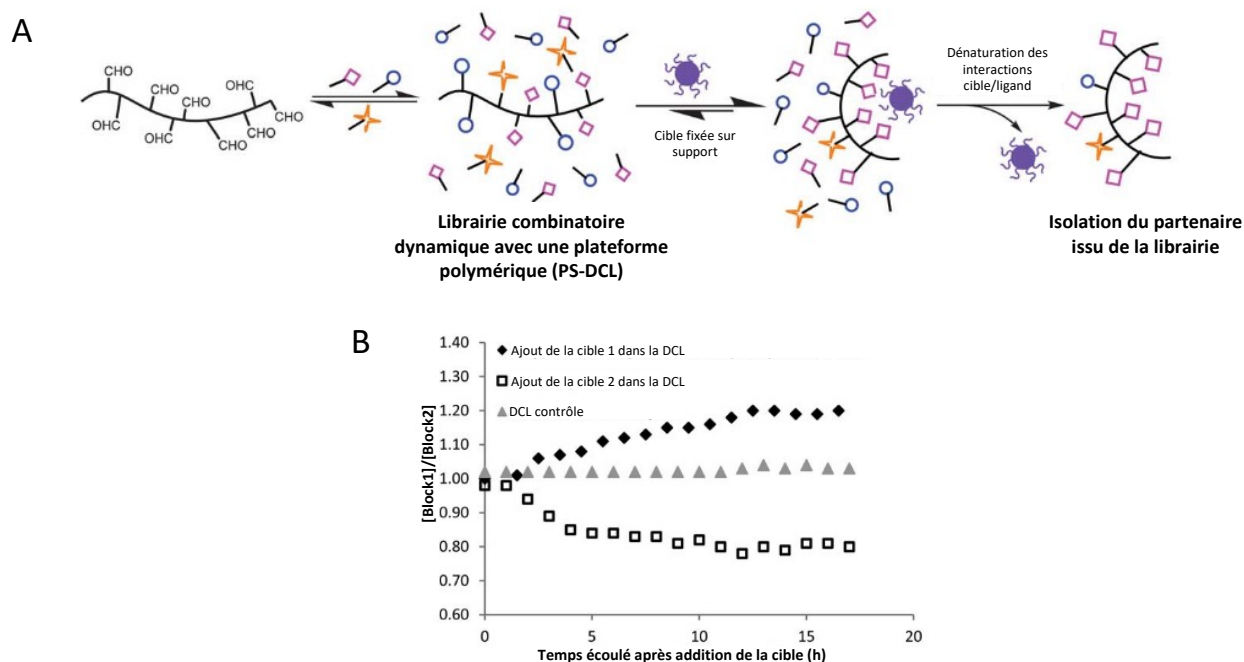 A
CHO
CHO
CHO
CHO
OHC
CHO
CHO
OHC
CHO
OHC
CHO
Cible fixée sur
support
Dénaturation des
interactions
cible/ligand
Librairie combinatoire
dynamique avec une plateforme
polymérique (PS-DCL)
Isolation du partenaire
issu de la librairie
B
1.40
1.30
1.20
1.10
1.00
0.90
0.80
0.70
0.60
[Block1]/[Block2]
Ajout de la cible 1 dans la DCL
Ajout de la cible 2 dans la DCL
DCL contrôle
0
5
10
15
20
Temps écoulé après addition de la cible (h)